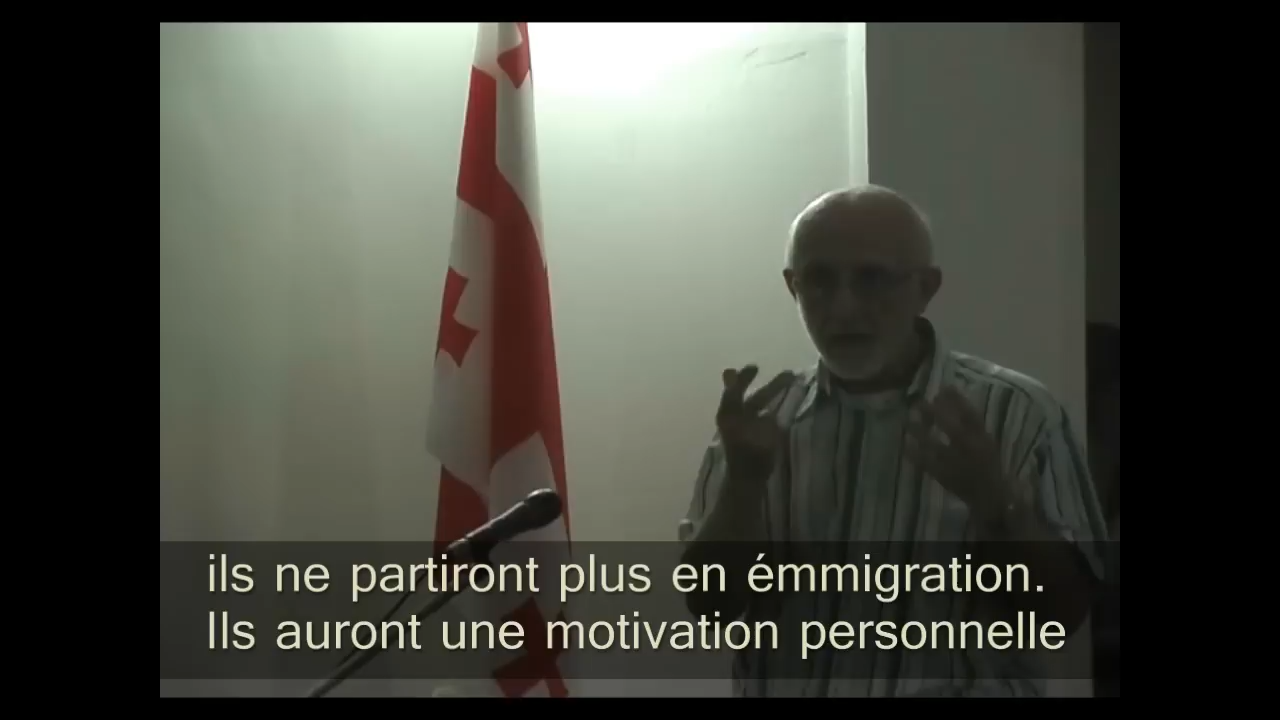 ils ne partiront plus en émmigration.
Ils auront une motivation personnelle